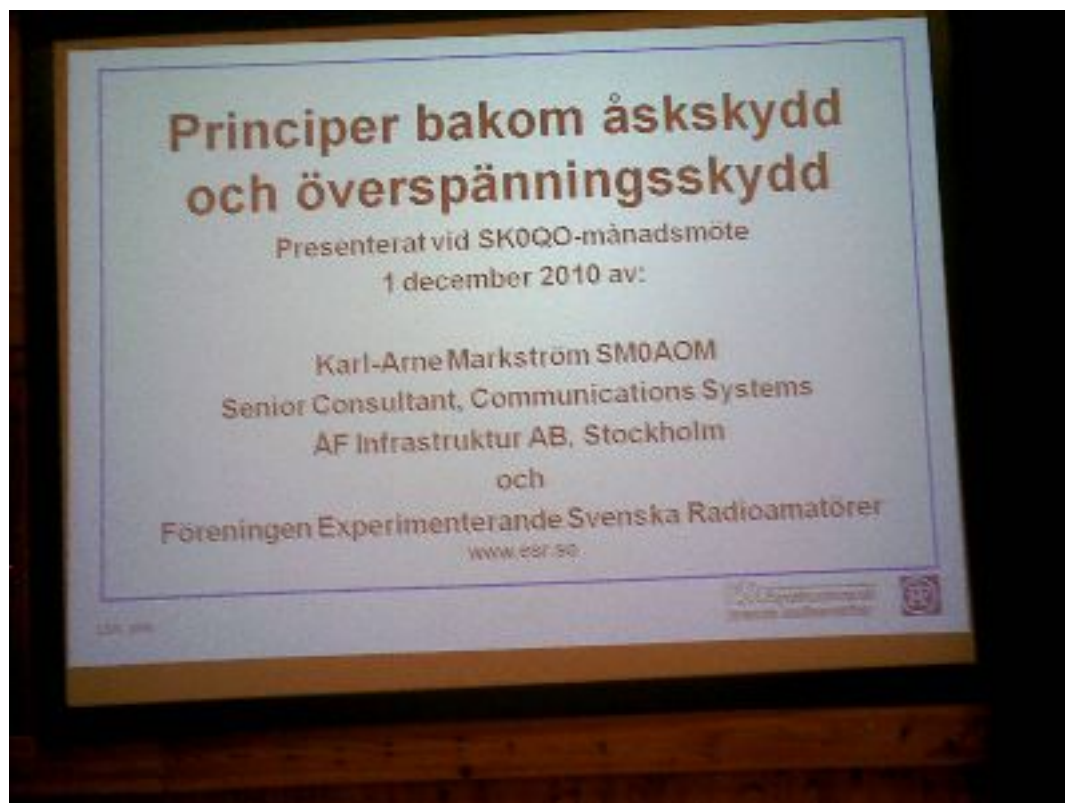 Principer bakom åskskydd
och överspänningsskydd
Presenterat vid SK0QO-månadsmöte
1 december 2010 av:
Karl-Arne Markström SM0AOM
Senior Consultant, Communications Systems
ÅF Infrastruktur AB, Stockholm
och
Föreningen Experimenterande Svenska Radioamatörer
www.esr.se